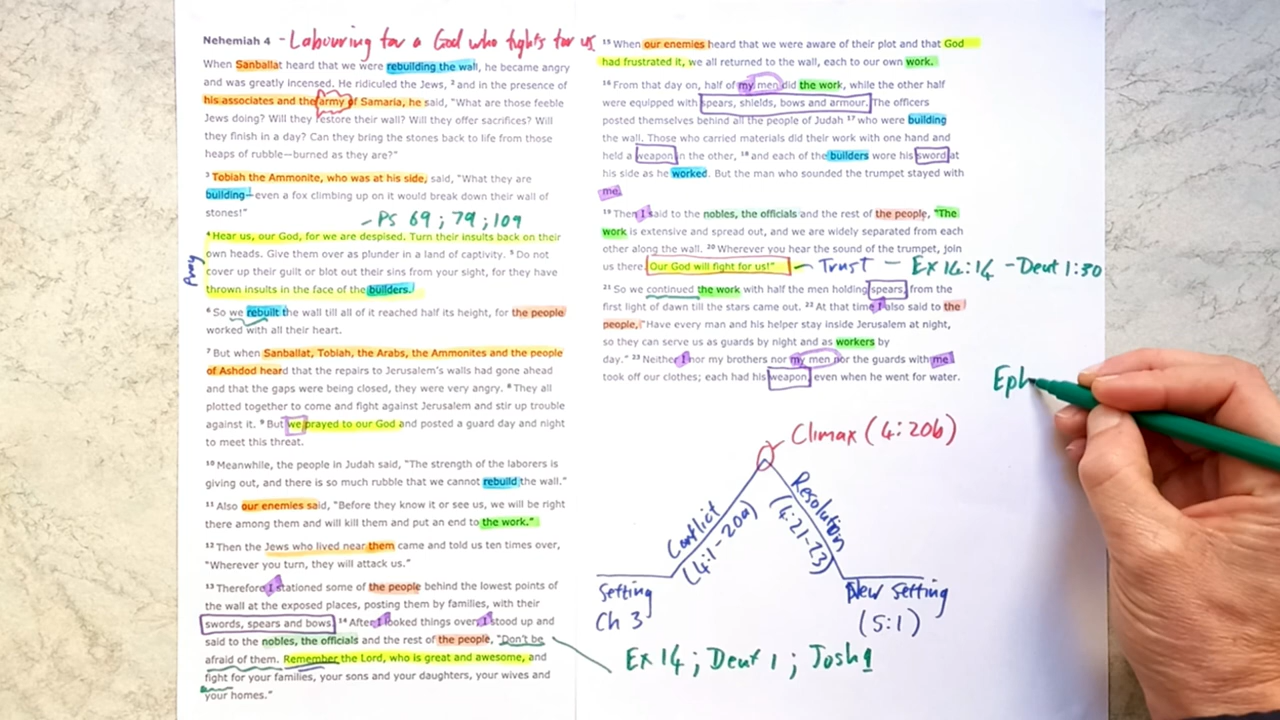 Nehemiah 4 - Labouring for a God who fights for us
When Sanballat heard that we were rebuilding the wall, he became angry
and was greatly incensed. He ridiculed the Jews, 2 and in the presence of
his associates and the army of Samaria, he said, "What are those feeble
Jews doing? Will they restore their wall? Will they offer sacrifices? Will
they finish in a day? Can they bring the stones back to life from those
heaps of rubble—burned as they are?"
3 Tobiah the Ammonite, who was at his side, said, "What they are
building—even a fox climbing up on it would break down their wall of
stones!"
- Ps 69 ; 79 ; 109
Pray
4 Hear us, our God, for we are despised. Turn their insults back on their
own heads. Give them over as plunder in a land of captivity. 5 Do not
cover up their guilt or blot out their sins from your sight, for they have
thrown insults in the face of the builders.
6 So we rebuilt the wall till all of it reached half its height, for the people
worked with all their heart.
7 But when Sanballat, Tobiah, the Arabs, the Ammonites and the people
of Ashdod heard that the repairs to Jerusalem's walls had gone ahead
and that the gaps were being closed, they were very angry. 8 They all
plotted together to come and fight against Jerusalem and stir up trouble
against it. 9 But we prayed to our God and posted a guard day and night
to meet this threat.
10 Meanwhile, the people in Judah said, "The strength of the laborers is
giving out, and there is so much rubble that we cannot rebuild the wall."
11 Also our enemies said, "Before they know it or see us, we will be right
there among them and will kill them and put an end to the work."
12 Then the Jews who lived near them came and told us ten times over,
"Wherever you turn, they will attack us."
13 Therefore I stationed some of the people behind the lowest points of
the wall at the exposed places, posting them by families, with their
swords, spears and bows. 14 After I looked things over, I stood up and
said to the nobles, the officials and the rest of the people, "Don't be
afraid of them. Remember the Lord, who is great and awesome, and
fight for your families, your sons and your daughters, your wives and
your homes."
15 When our enemies heard that we were aware of their plot and that God
had frustrated it, we all returned to the wall, each to our own work.
16 From that day on, half of my men did the work, while the other half
were equipped with spears, shields, bows and armour. The officers
posted themselves behind all the people of Judah 17 who were building
the wall. Those who carried materials did their work with one hand and
held a weapon in the other, 18 and each of the builders wore his sword at
his side as he worked. But the man who sounded the trumpet stayed with
me.
19 Then I said to the nobles, the officials and the rest of the people, "The
work is extensive and spread out, and we are widely separated from each
other along the wall. 20 Wherever you hear the sound of the trumpet, join
us there. Our God will fight for us!" - Trust - Ex 14:14 - Deut 1:30
21 So we continued the work with half the men holding spears, from the
first light of dawn till the stars came out. 22 At that time I also said to the
people, "Have every man and his helper stay inside Jerusalem at night,
so they can serve us as guards by night and as workers by
day." 23 Neither I nor my brothers nor my men nor the guards with me
took off our clothes; each had his weapon, even when he went for water.
Eph
Climax (4:20b)
Conflict
(4:1-20a)
Resolution
(4:21-23)
Setting
Ch 3
New Setting
(5:1)
Ex 14 ; Deut 1 ; Josh 1